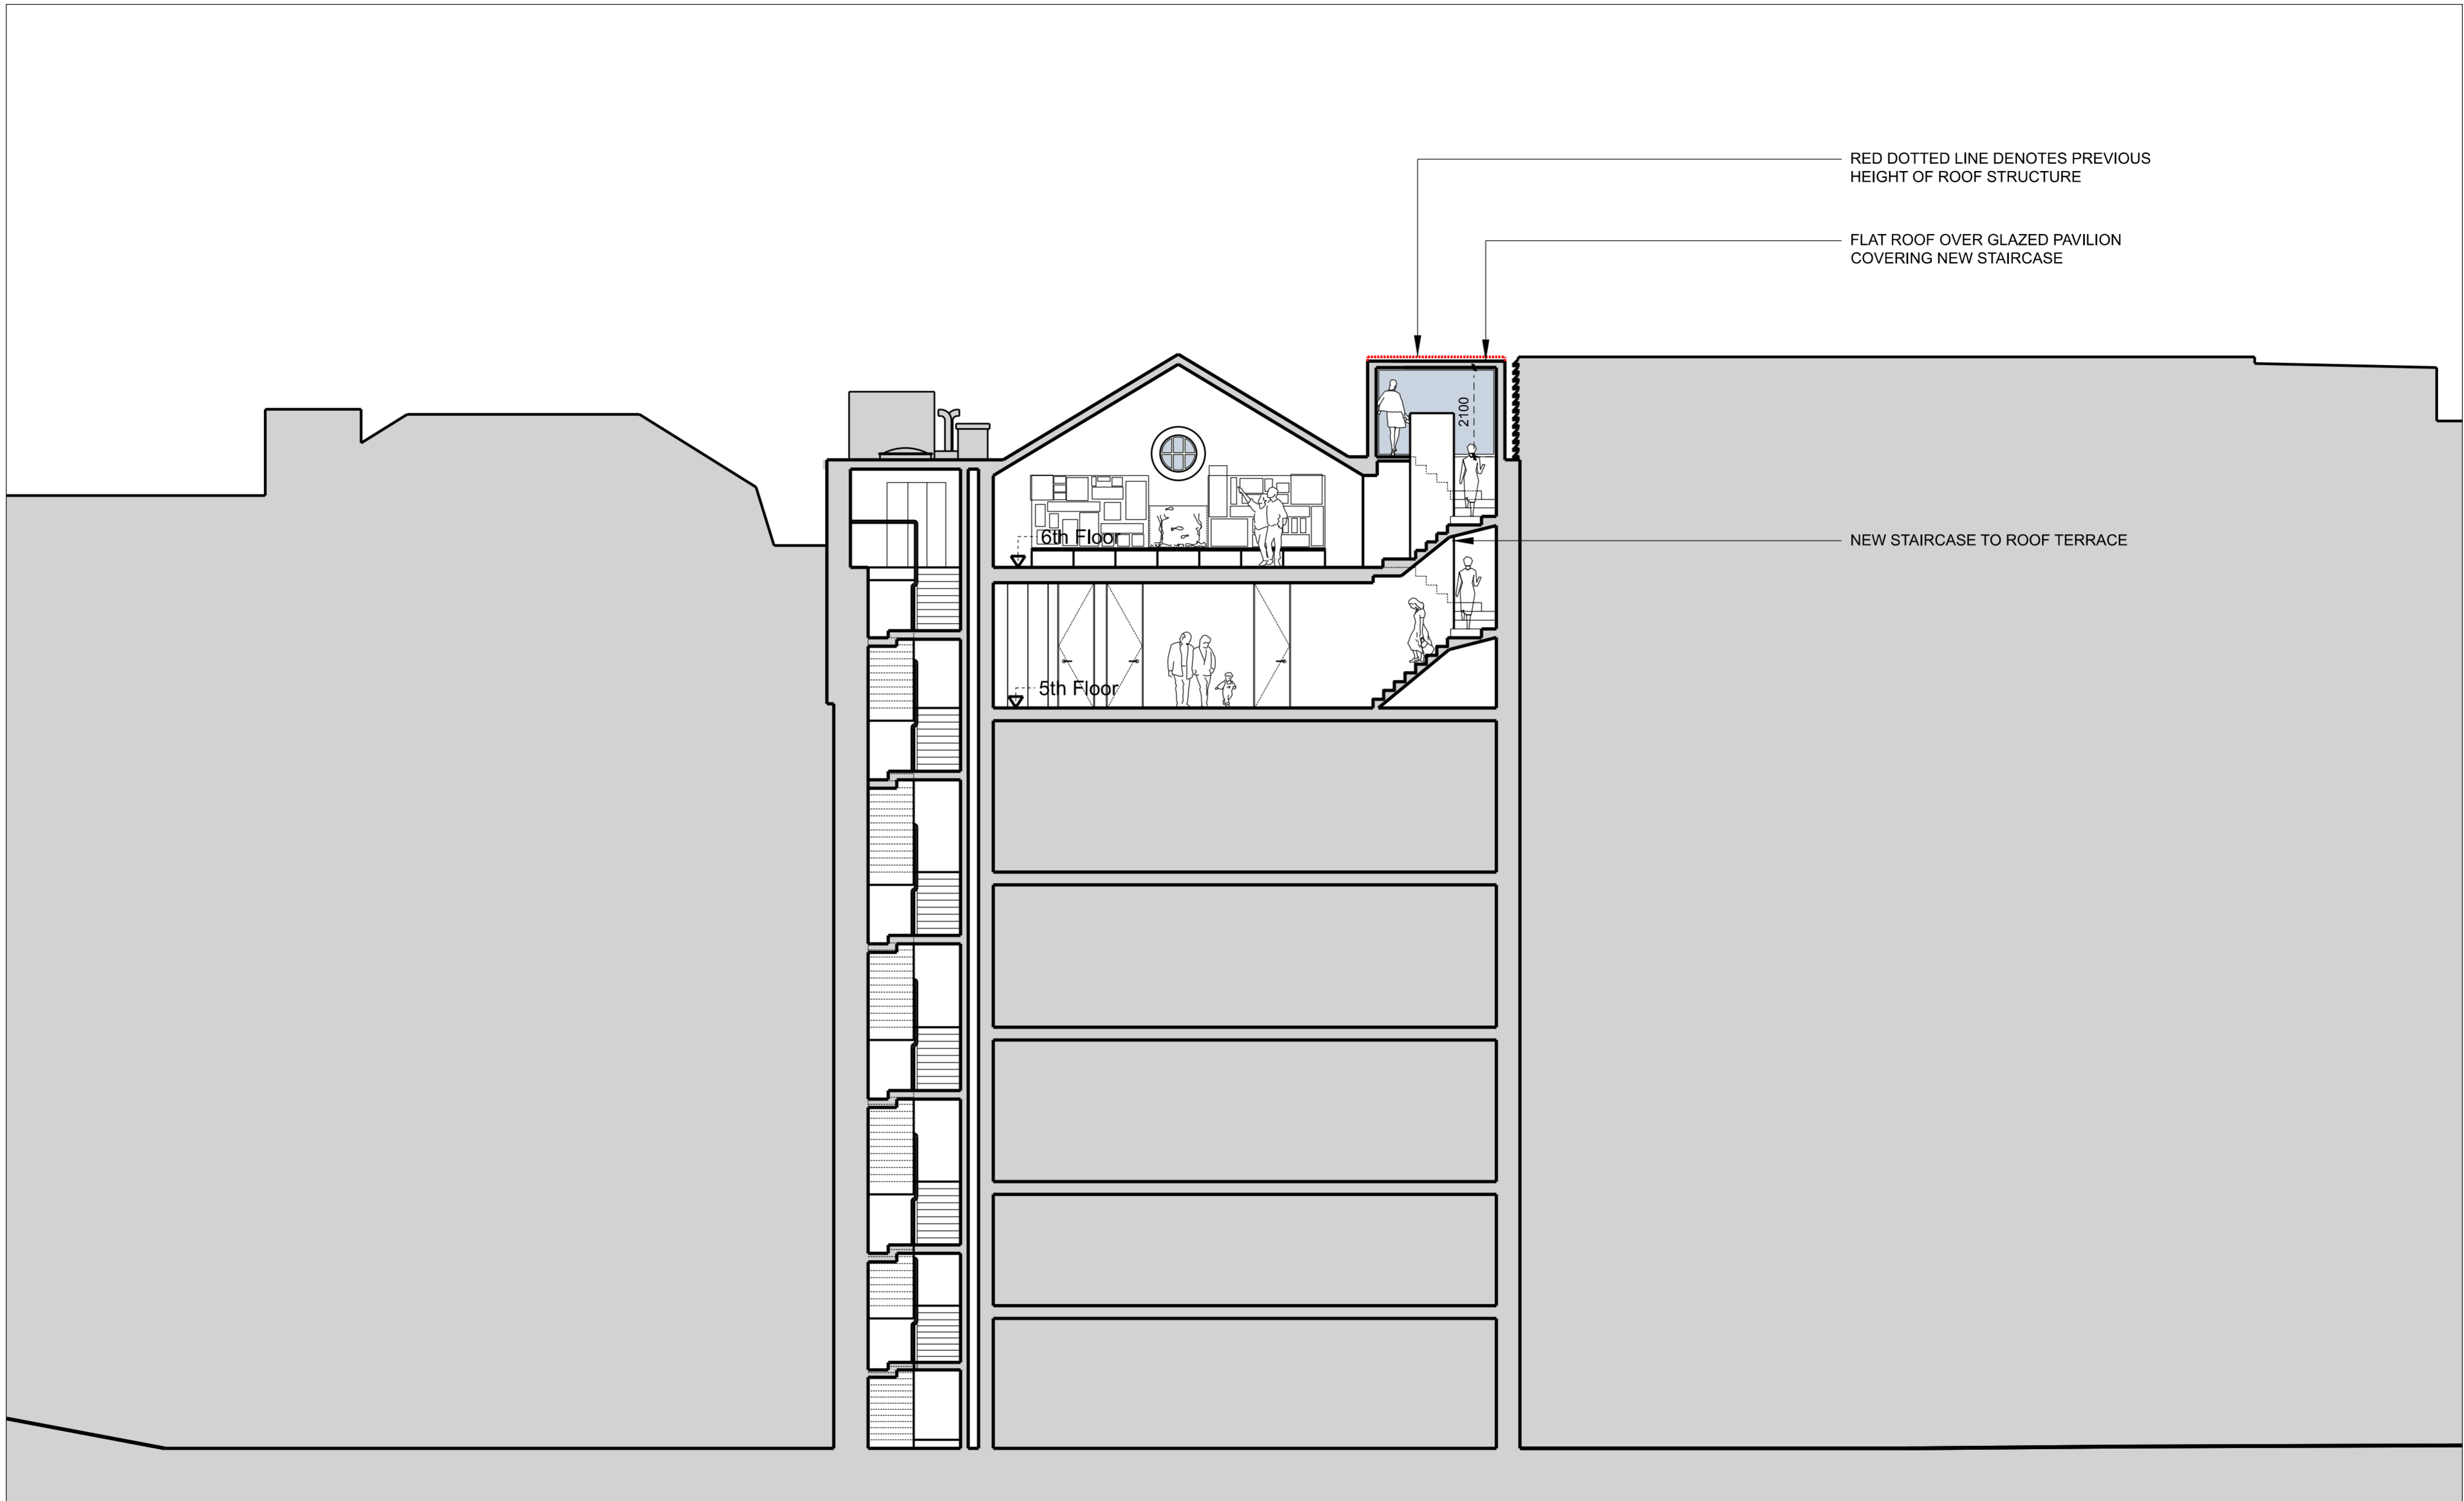 RED DOTTED LINE DENOTES PREVIOUS
HEIGHT OF ROOF STRUCTURE
FLAT ROOF OVER GLAZED PAVILION
COVERING NEW STAIRCASE
2100
6th Floor
NEW STAIRCASE TO ROOF TERRACE
5th Floor